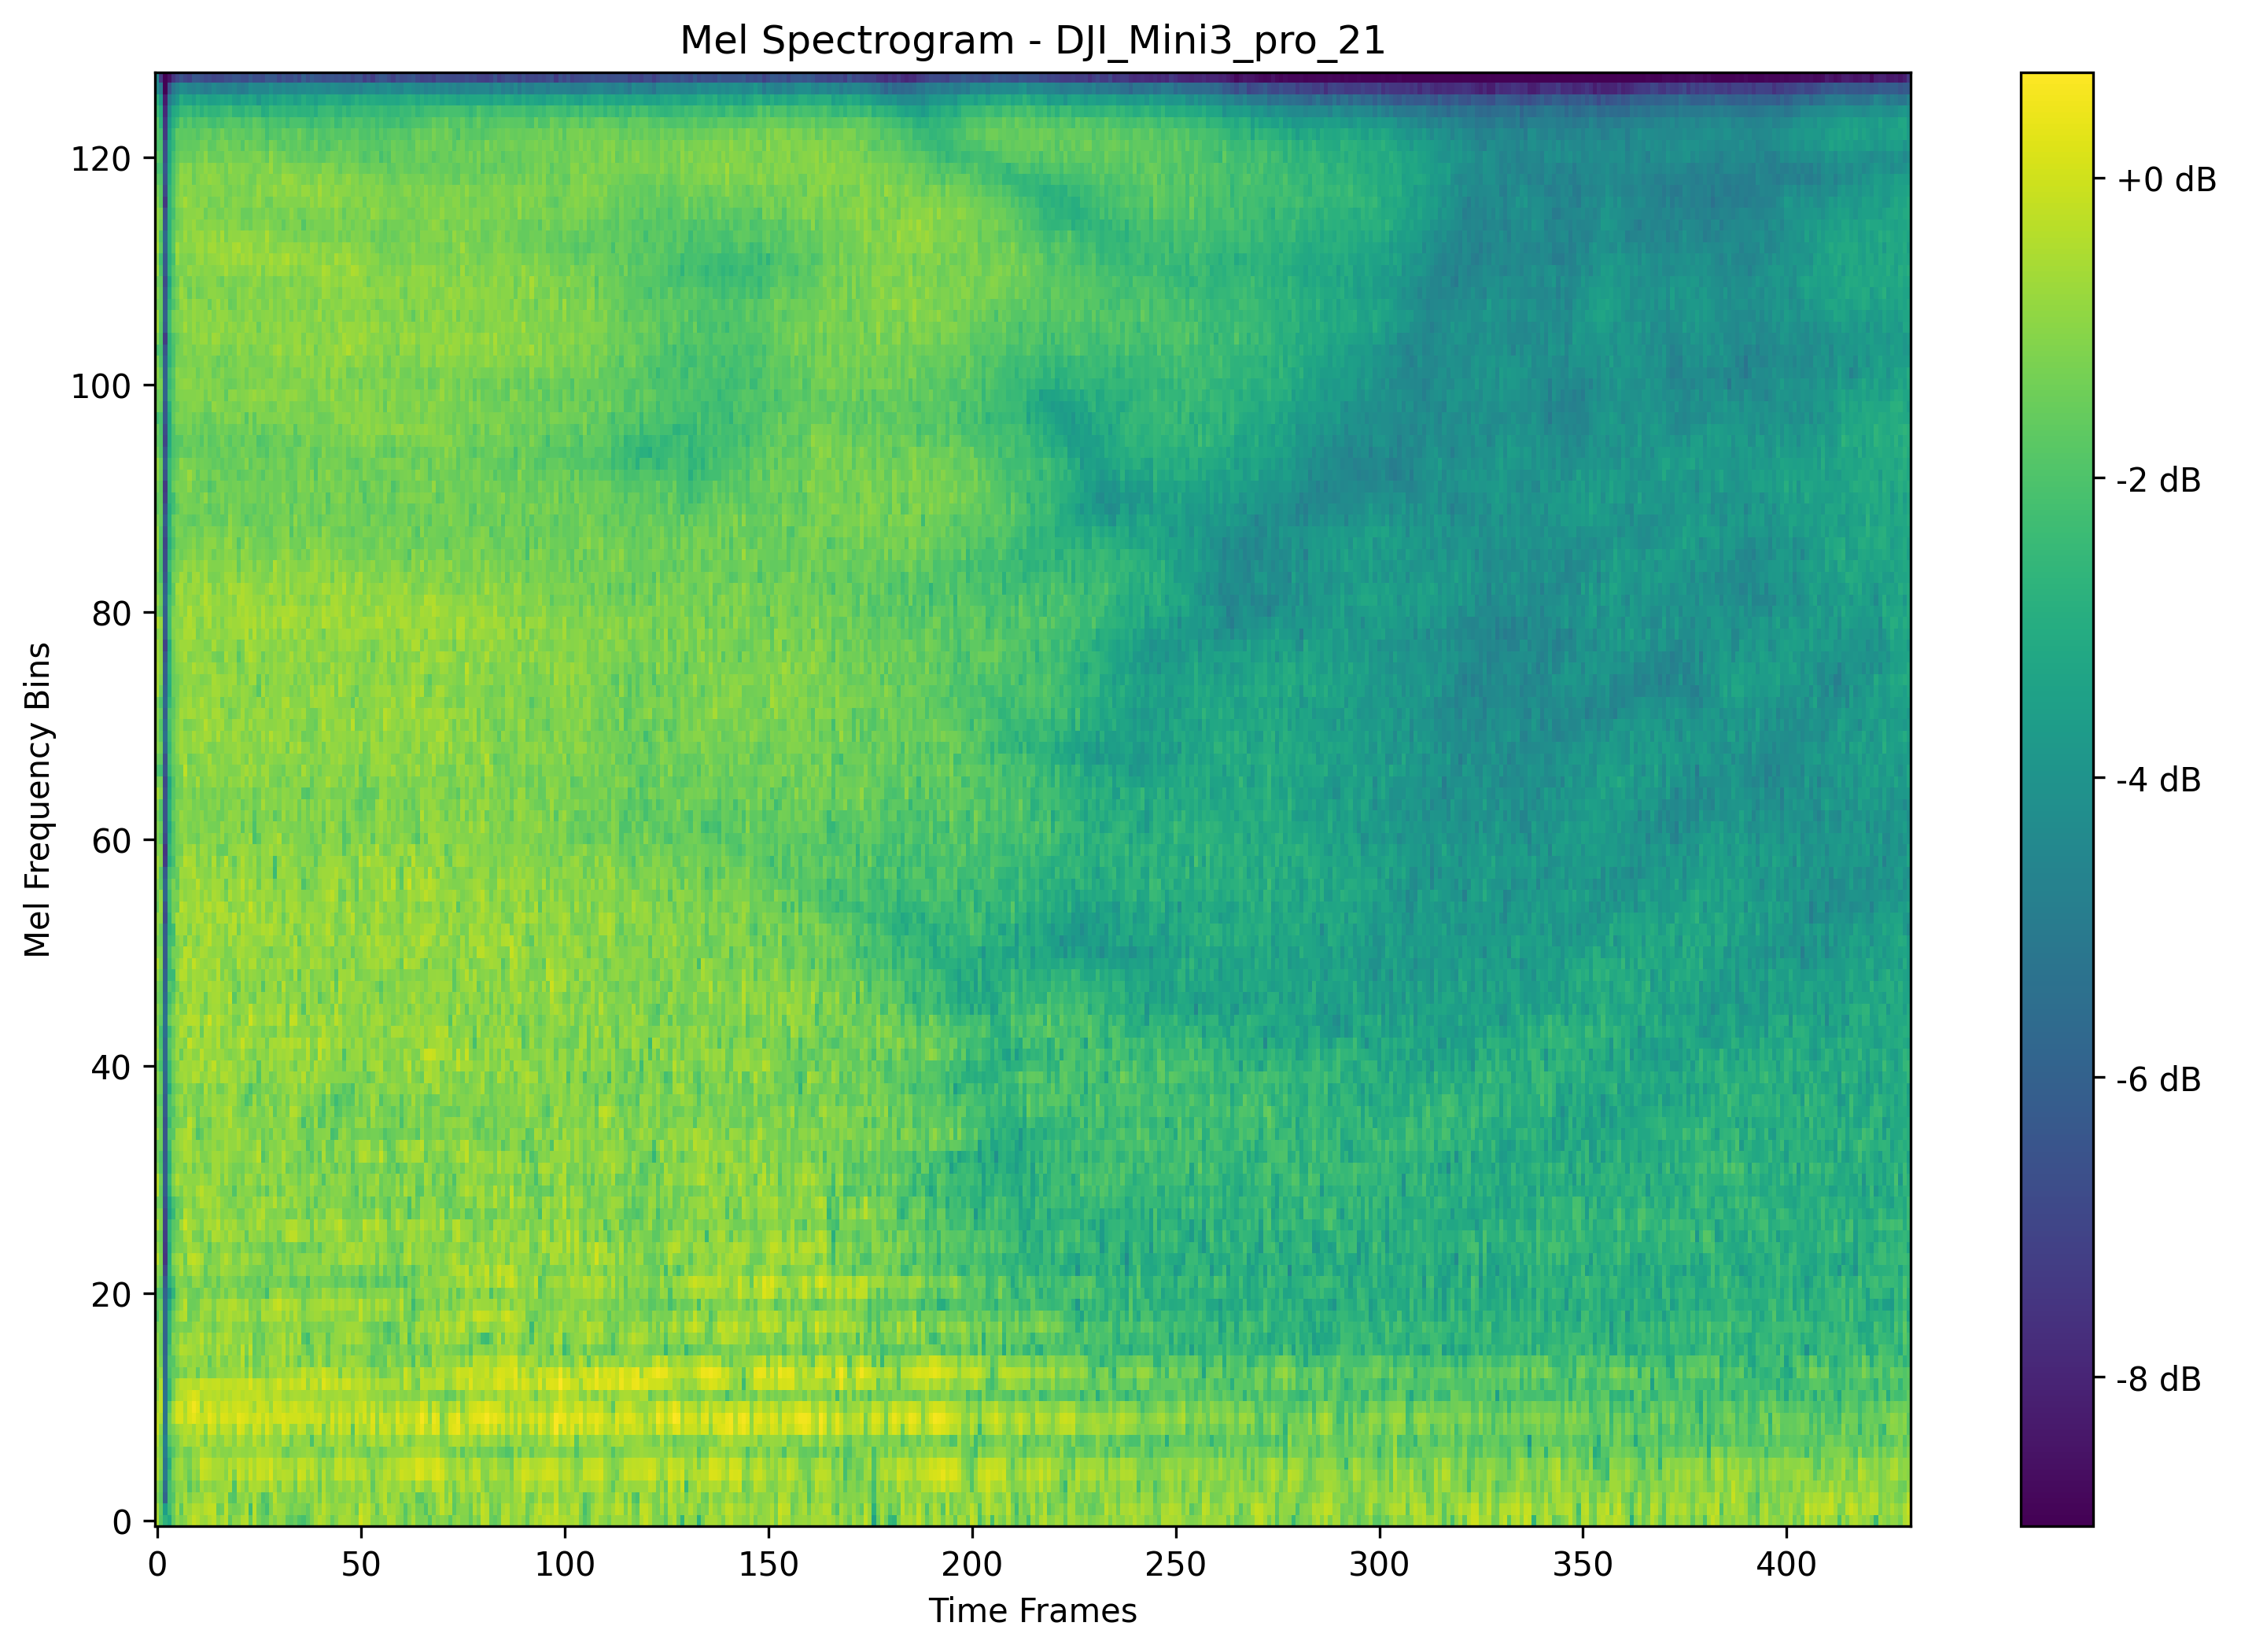 Mel Spectrogram - DJI_Mini3_pro_21
Mel Frequency Bins
120
100
80
60
40
20
0
0 50 100 150 200 250 300 350 400
Time Frames
+0 dB
-2 dB
-4 dB
-6 dB
-8 dB